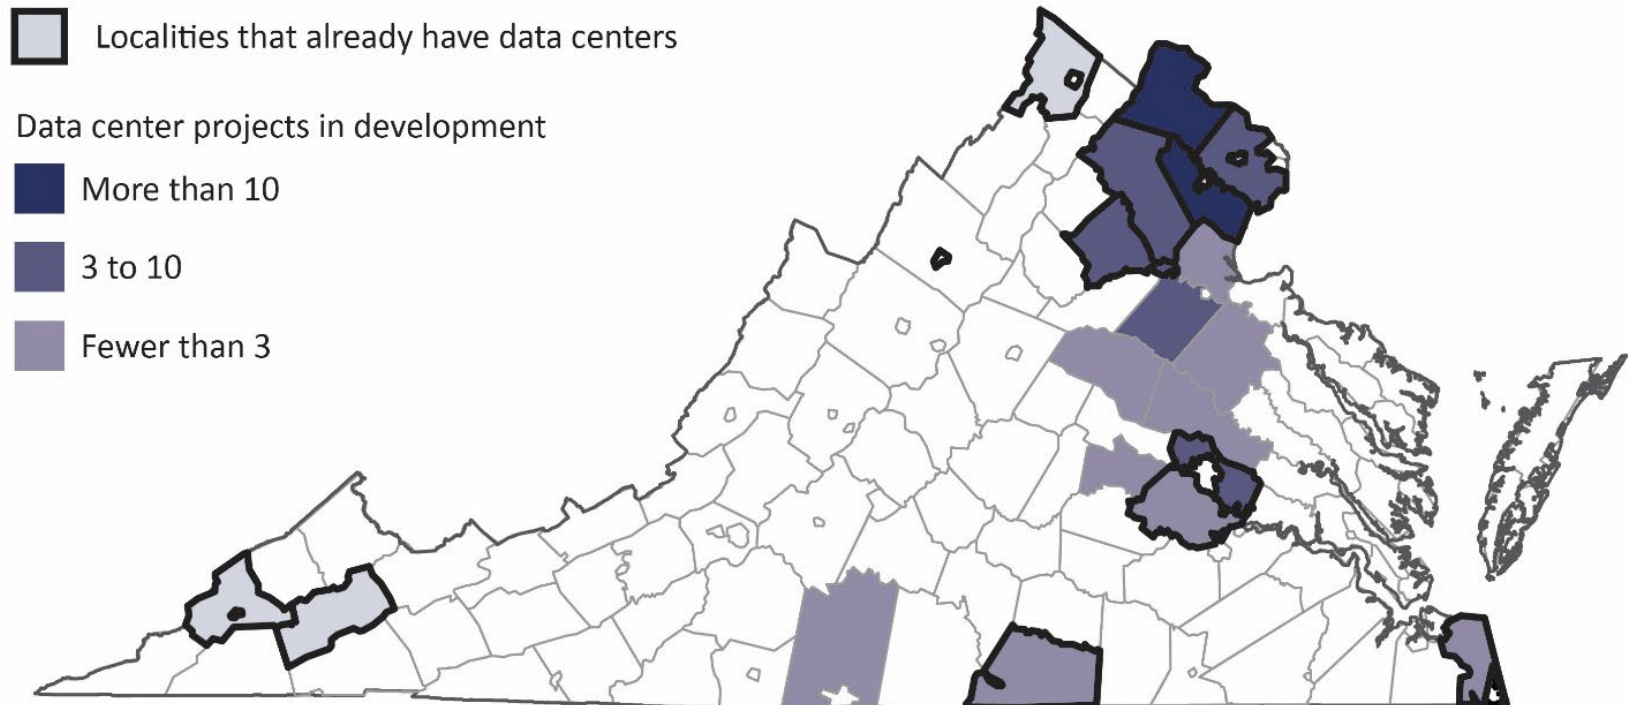 Localities that already have data centers
Data center projects in development
More than 10
3 to 10
Fewer than 3